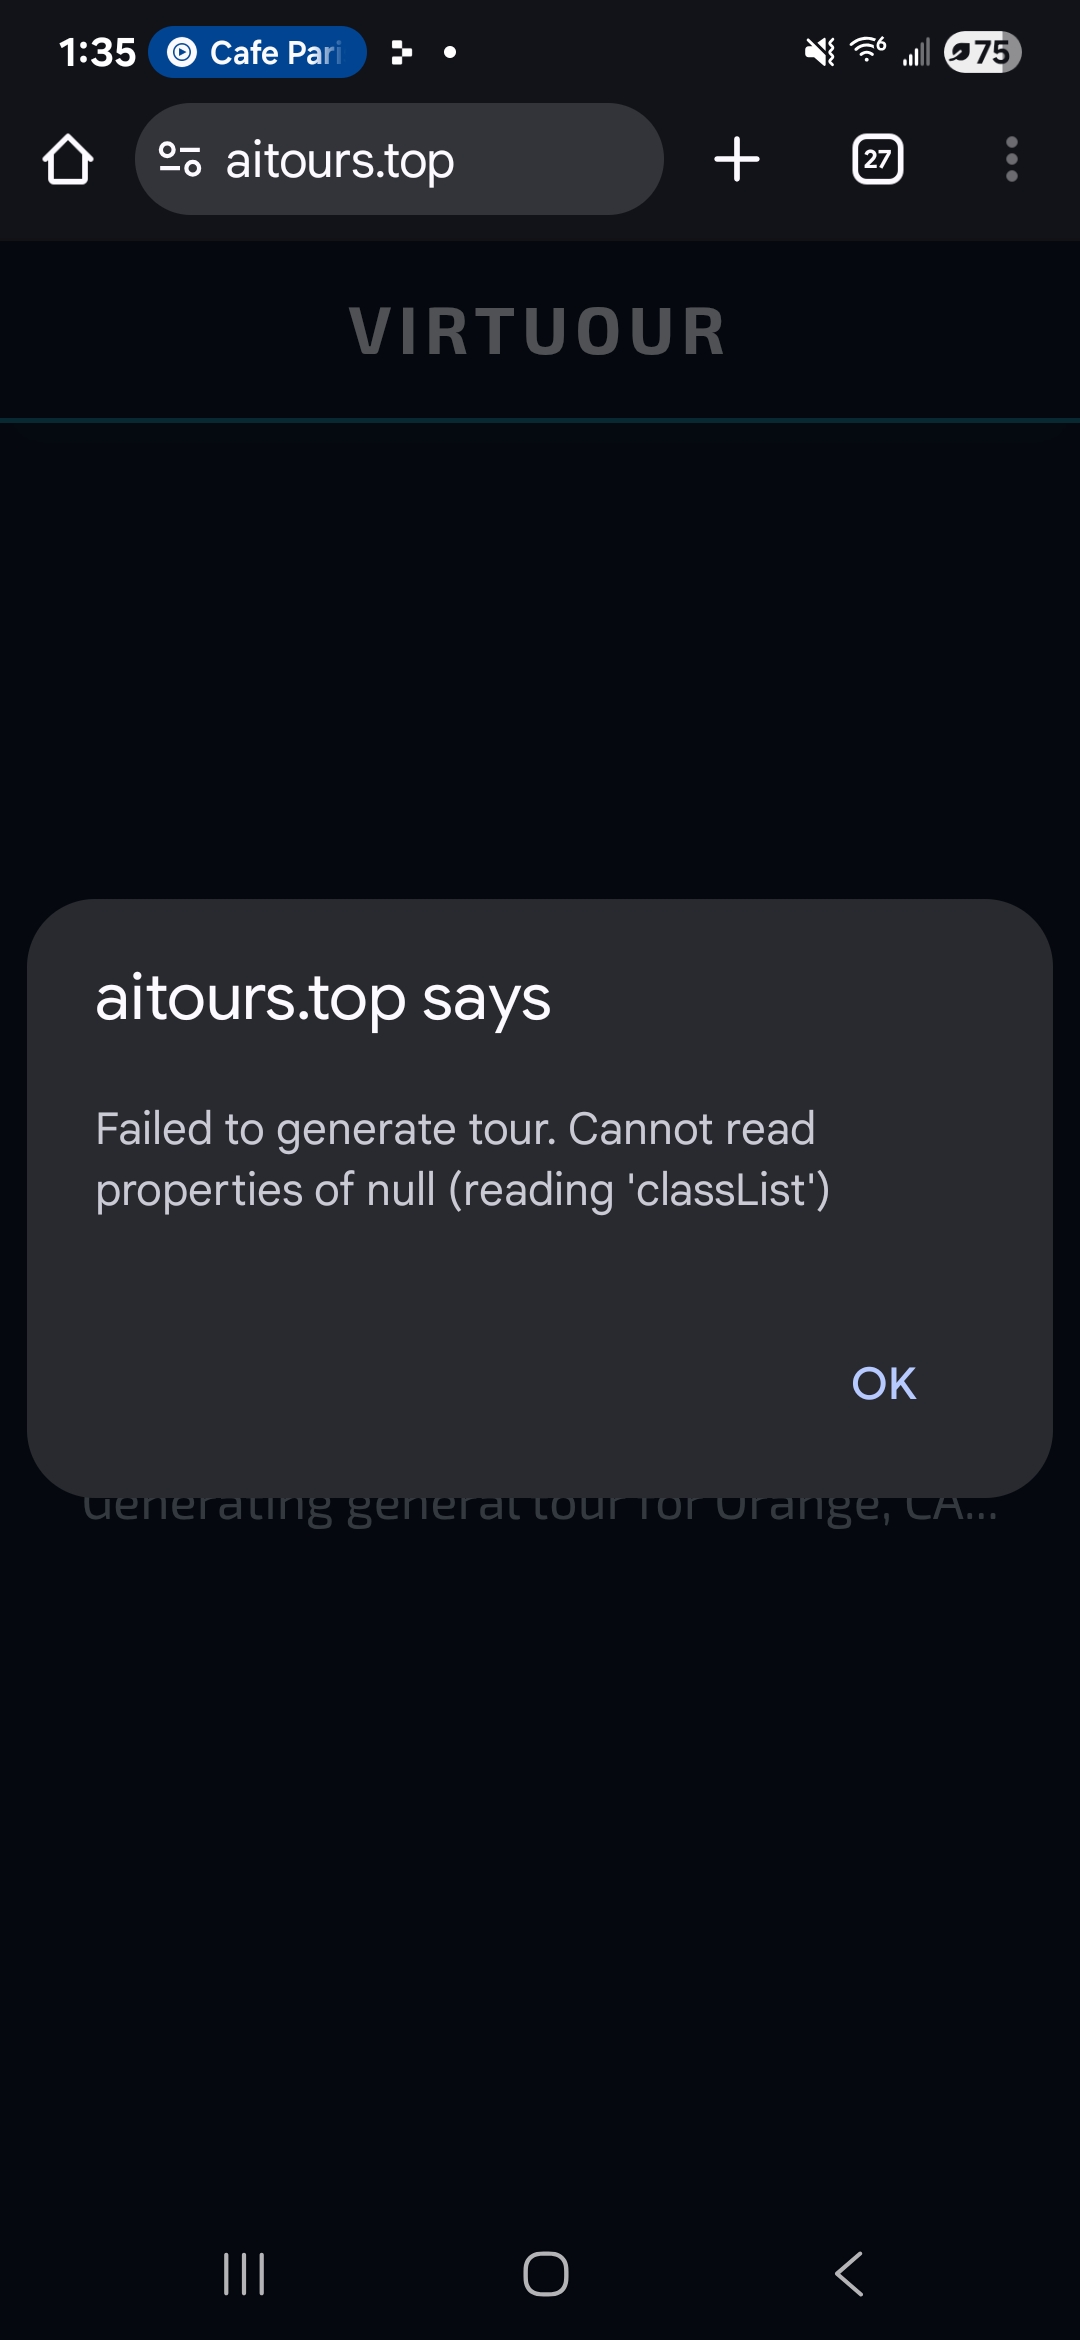 1:35 Cafe Pari 6 75
aitours.top 27
VIRTUOUR
aitours.top says
Failed to generate tour. Cannot read
properties of null (reading 'classList')
OK
Generating general tour for Orange, CA...